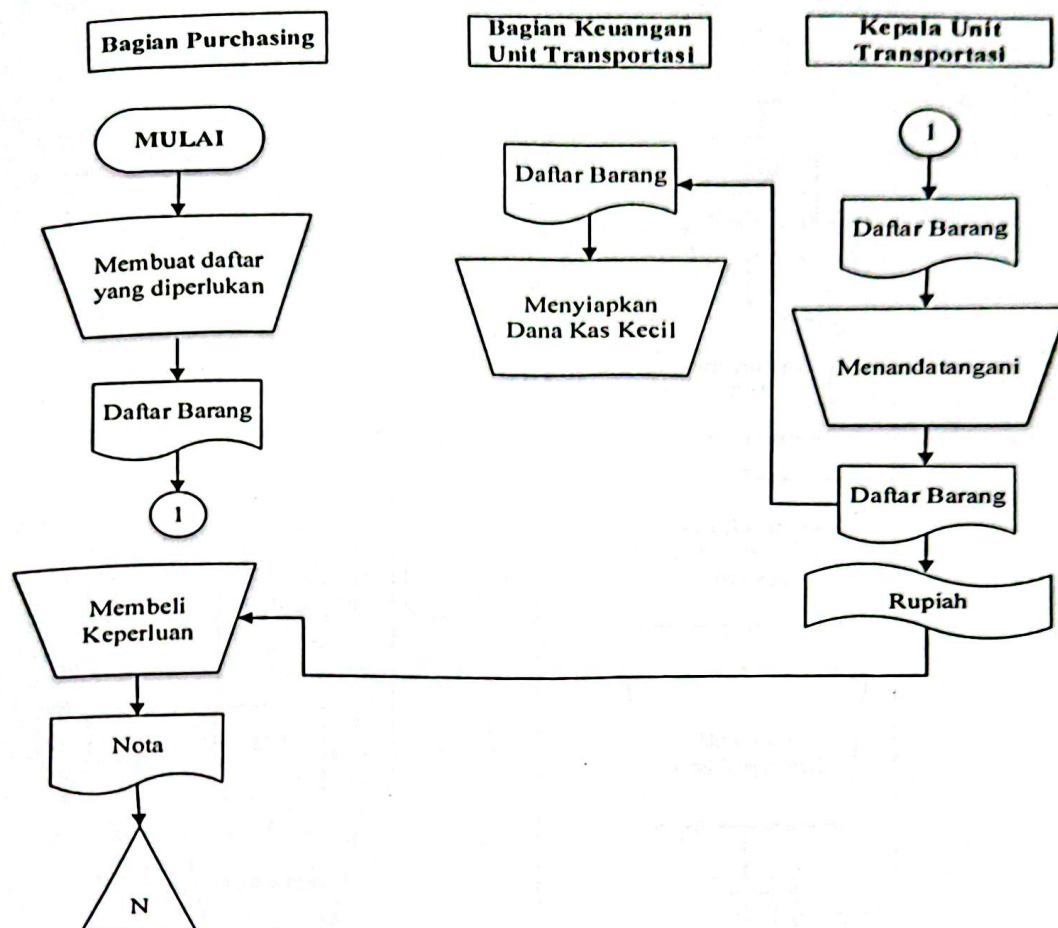 Bagian Purchasing
MULAI
Membuat daftar
yang diperlukan
Daftar Barang
1
Membeli
Keperluan
Nota
N
Bagian Keuangan
Unit Transportasi
Daftar Barang
Menyiapkan
Dana Kas Kecil
Kepala Unit
Transportasi
1
Daftar Barang
Menandatangani
Daftar Barang
Rupiah